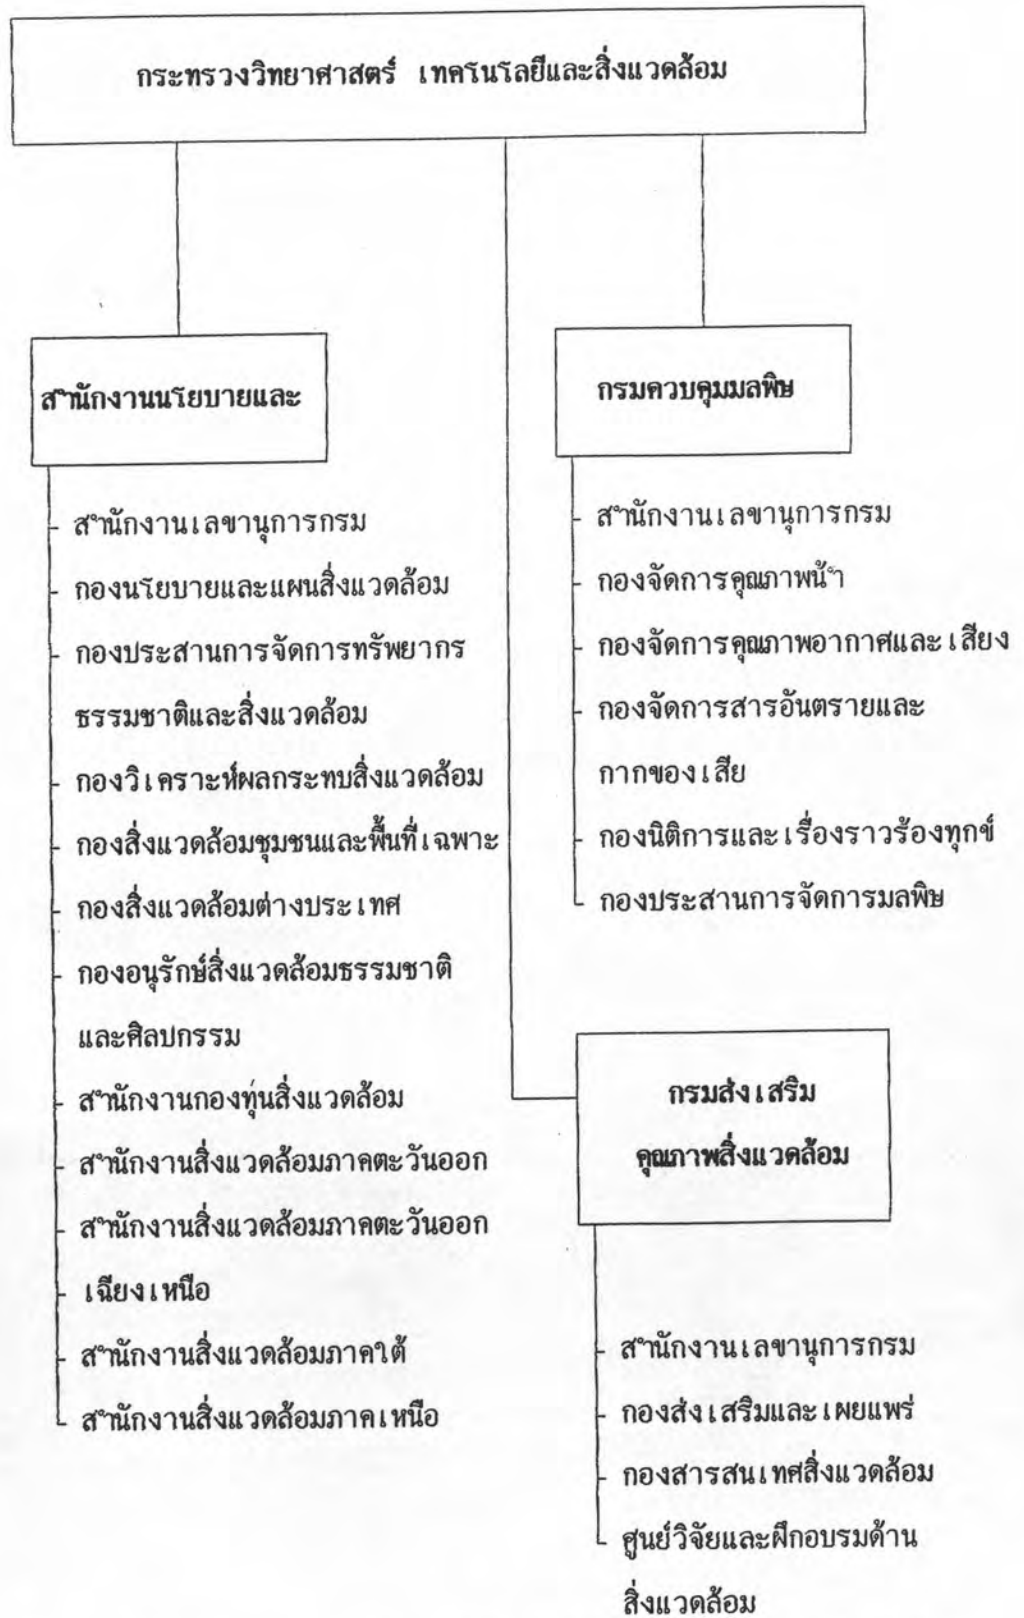 กระทรวงวิทยาศาสตร์ เทคโนโลยีและสิ่งแวดล้อม
สำนักงานนโยบายและ
- สำนักงานเลขานุการกรม
- กองนโยบายและแผนสิ่งแวดล้อม
- กองประสานการจัดการทรัพยากร
ธรรมชาติและสิ่งแวดล้อม
- กองวิเคราะห์ผลกระทบสิ่งแวดล้อม
- กองสิ่งแวดล้อมชุมชนและพื้นที่เฉพาะ
- กองสิ่งแวดล้อมต่างประเทศ
- กองอนุรักษ์สิ่งแวดล้อมธรรมชาติ
และศิลปกรรม
- สำนักงานกองทุ่นสิ่งแวดล้อม
- สำนักงานสิ่งแวดล้อมภาคตะวันออก
- สำนักงานสิ่งแวดล้อมภาคตะวันออก
- เฉียงเหนือ
- สำนักงานสิ่งแวดล้อมภาคใต้
- สำนักงานสิ่งแวดล้อมภาคเหนือ
กรมควบคุมมลพิษ
- สำนักงานเลขานุการกรม
- กองจัดการคุณภาพน้ำ
- กองจัดการคุณภาพอากาศและเสียง
- กองจัดการสารอันตรายและ
กากของเสีย
- กองนิติการและเรื่องราวร้องทุกข์
- กองประสานการจัดการมลพิษ
กรมส่งเสริม
คุณภาพสิ่งแวดล้อม
- สำนักงานเลขานุการกรม
- กองส่งเสริมและเผยแพร่
- กองสารสนเทศสิ่งแวดล้อม
- ศูนย์วิจัยและฝึกอบรมด้าน
สิ่งแวดล้อม